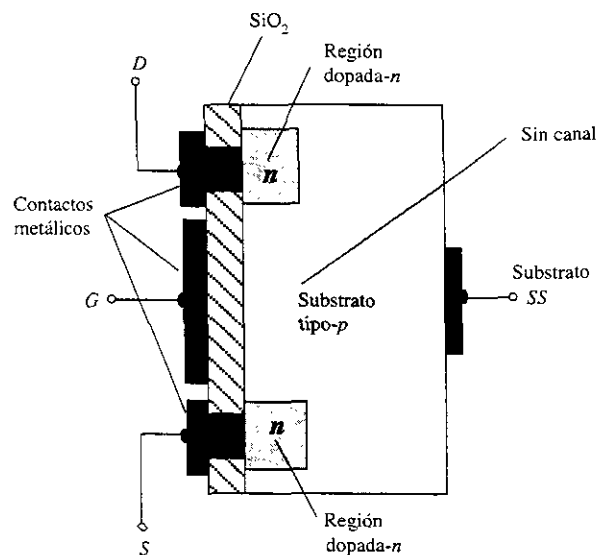 SiO₂
D
Región
dopada-n
n
Sin canal
Contactos
metálicos
G
Substrato
tipo-p
Substrato
SS
n
S
Región
dopada-n